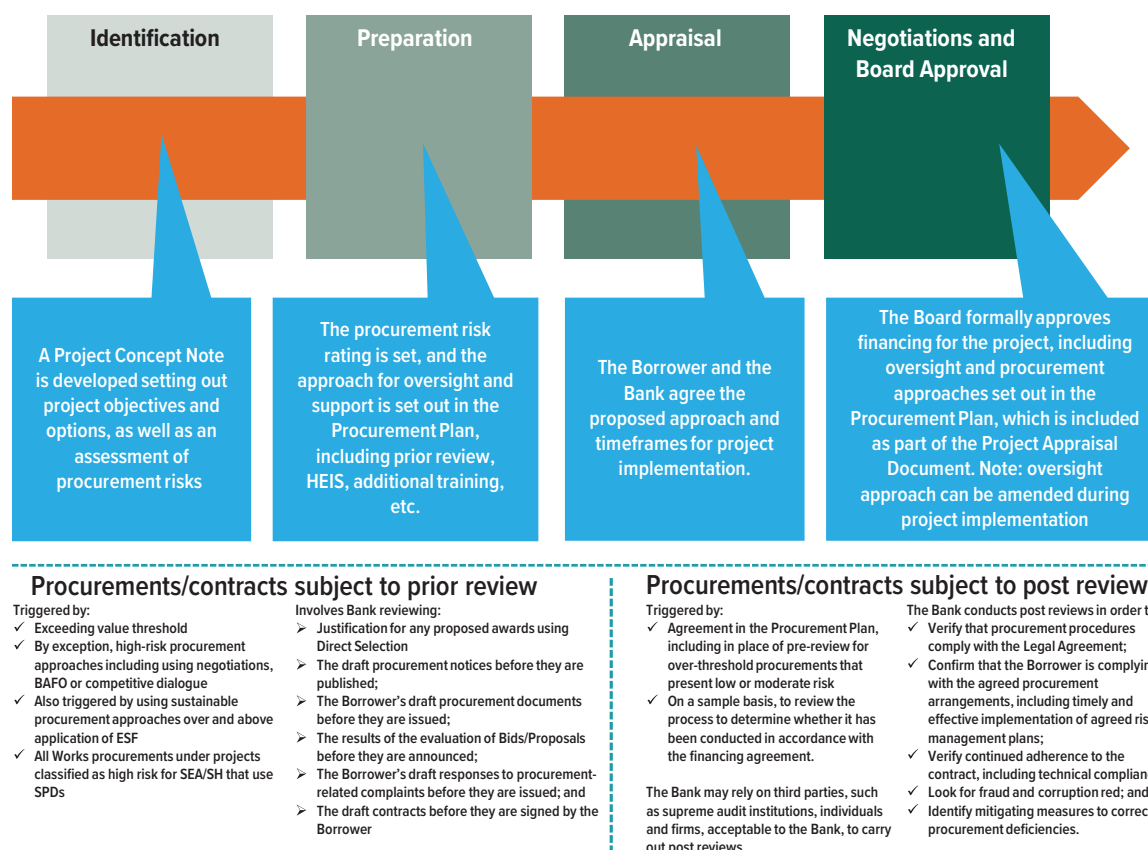 Identification
Preparation
Appraisal
Negotiations and
Board Approval
A Project Concept Note
is developed setting out
project objectives and
options, as well as an
assessment of
procurement risks
The procurement risk
rating is set, and the
approach for oversight and
support is set out in the
Procurement Plan,
including prior review,
HEIS, additional training,
etc.
The Borrower and the
Bank agree the
proposed approach and
timeframes for project
implementation.
The Board formally approves
financing for the project, including
oversight and procurement
approaches set out in the
Procurement Plan, which is included
as part of the Project Appraisal
Document. Note: oversight
approach can be amended during
project implementation
Procurements/contracts subject to prior review
Triggered by:
✓ Exceeding value threshold
✓ By exception, high-risk procurement
approaches including using negotiations,
BAFO or competitive dialogue
✓ Also triggered by using sustainable
procurement approaches over and above
application of ESF
✓ All Works procurements under projects
classified as high risk for SEA/SH that use
SPDs
Involves Bank reviewing:
➢ Justification for any proposed awards using
Direct Selection
➢ The draft procurement notices before they are
published;
➢ The Borrower's draft procurement documents
before they are issued;
➢ The results of the evaluation of Bids/Proposals
before they are announced;
➢ The Borrower's draft responses to procurement-
related complaints before they are issued; and
➢ The draft contracts before they are signed by the
Borrower
Procurements/contracts subject to post review
Triggered by:
✓ Agreement in the Procurement Plan,
including in place of pre-review for
over-threshold procurements that
present low or moderate risk
✓ On a sample basis, to review the
process to determine whether it has
been conducted in accordance with
the financing agreement.
The Bank may rely on third parties, such
as supreme audit institutions, individuals
and firms, acceptable to the Bank, to carry
out post reviews
The Bank conducts post reviews in order t
✓ Verify that procurement procedures
comply with the Legal Agreement;
✓ Confirm that the Borrower is complyin
with the agreed procurement
arrangements, including timely and
effective implementation of agreed ris
management plans;
✓ Verify continued adherence to the
contract, including technical complian
✓ Look for fraud and corruption red; and
✓ Identify mitigating measures to correc
procurement deficiencies.